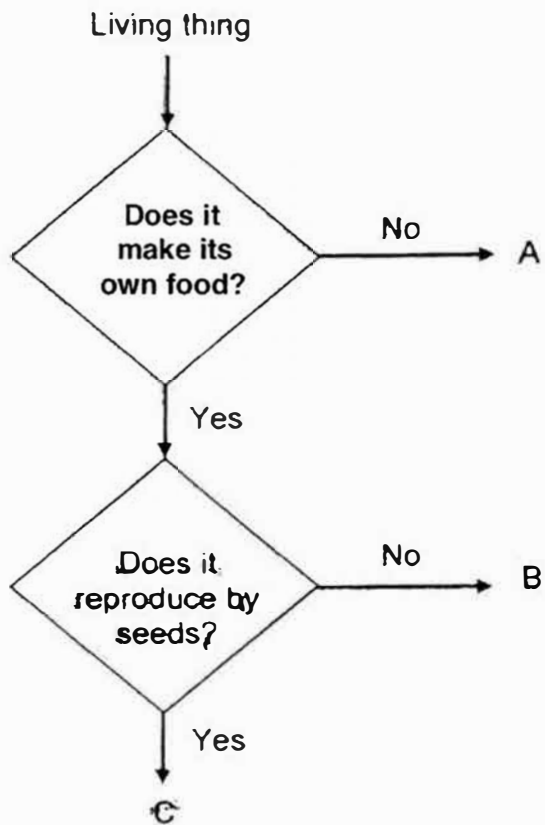 Living thing
Does it
make its
own food?
No
A
Yes
Does it
reproduce by
seeds?
No
B
Yes
C